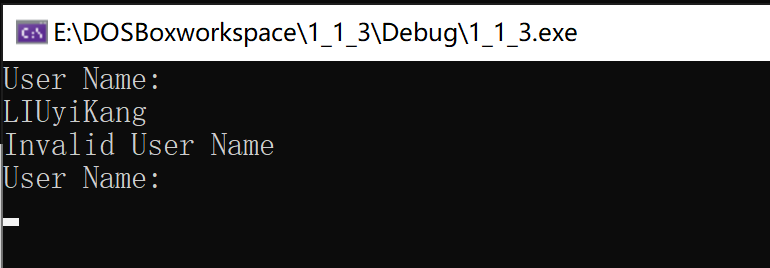 E:\DOSBoxworkspace\1_1_3\Debug\1_1_3.exe
User Name:
LIUyiKang
Invalid User Name
User Name: